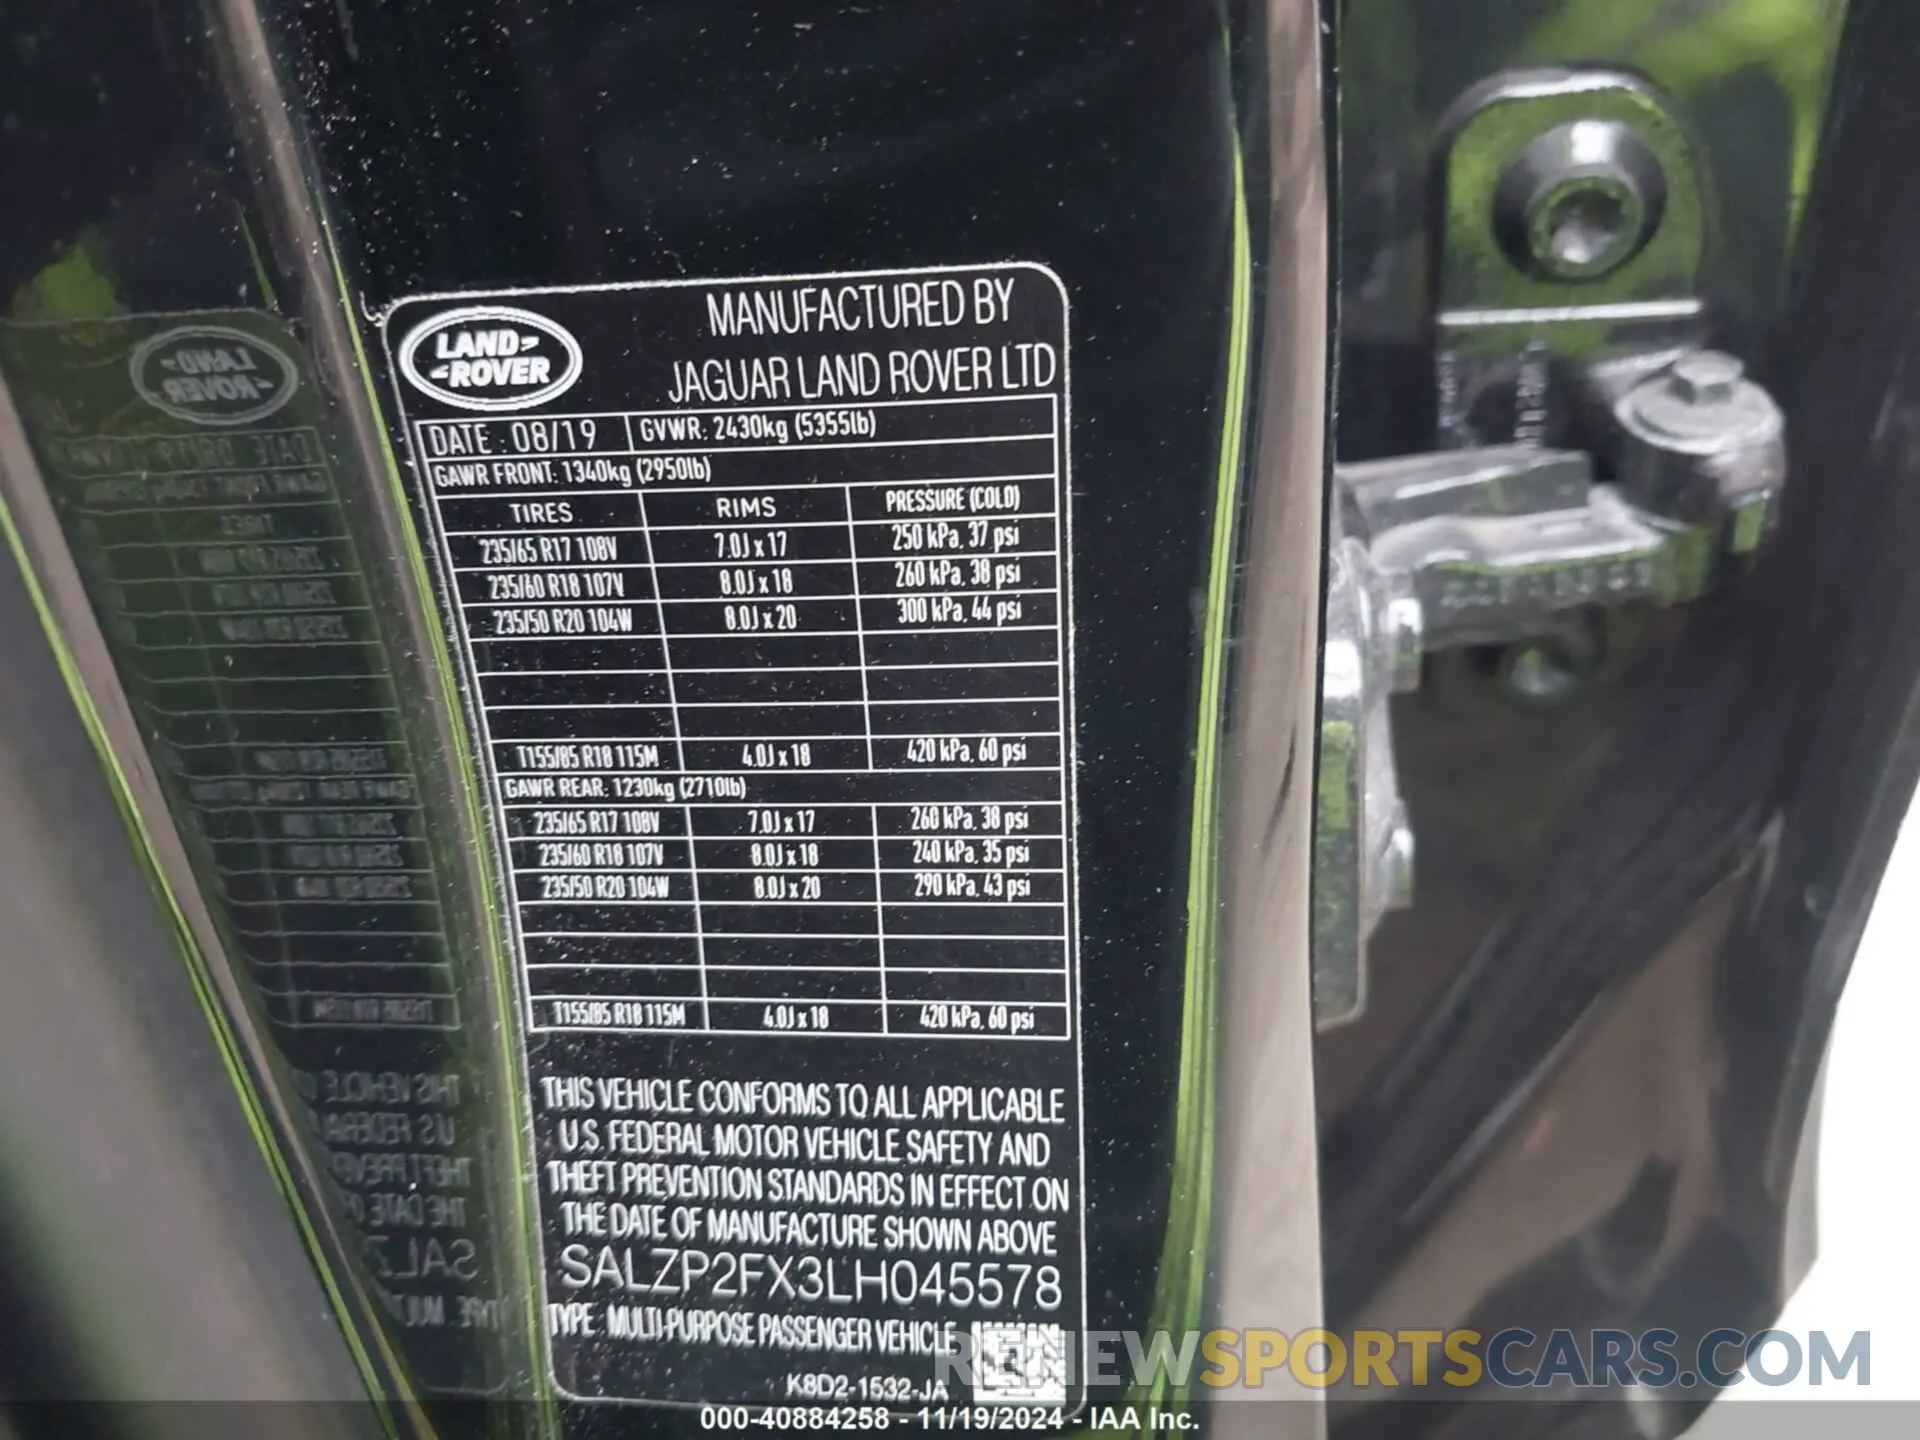 LAND
ROVER
MANUFACTURED BY
JAGUAR LAND ROVER LTD
DATE : 08/19 GVWR: 2430kg (5355lb)
GAWR FRONT: 1340kg (2950lb)
TIRES RIMS PRESSURE (COLD)
235/65 R17 108V 7.0J x 17 250 kPa, 37 psi
235/60 R18 107V 8.0J x 18 260 kPa, 38 psi
235/50 R20 104W 8.0J x 20 300 kPa, 44 psi
T155/85 R18 115M 4.0J x 18 420 kPa, 60 psi
GAWR REAR: 1230kg (2710lb)
235/65 R17 108V 7.0J x 17 260 kPa, 38 psi
235/60 R18 107V 8.0J x 18 240 kPa, 35 psi
235/50 R20 104W 8.0J x 20 290 kPa, 43 psi
T155/85 R18 115M 4.0J x 18 420 kPa, 60 psi
THIS VEHICLE CONFORMS TO ALL APPLICABLE
U.S. FEDERAL MOTOR VEHICLE SAFETY AND
THEFT PREVENTION STANDARDS IN EFFECT ON
THE DATE OF MANUFACTURE SHOWN ABOVE
SALZP2FX3LH045578
TYPE: MULTI-PURPOSE PASSENGER VEHICLE
K8D2-1532-JA
RENEWSPORTSCARS.COM
000-40884258 - 11/19/2024 - IAA Inc.